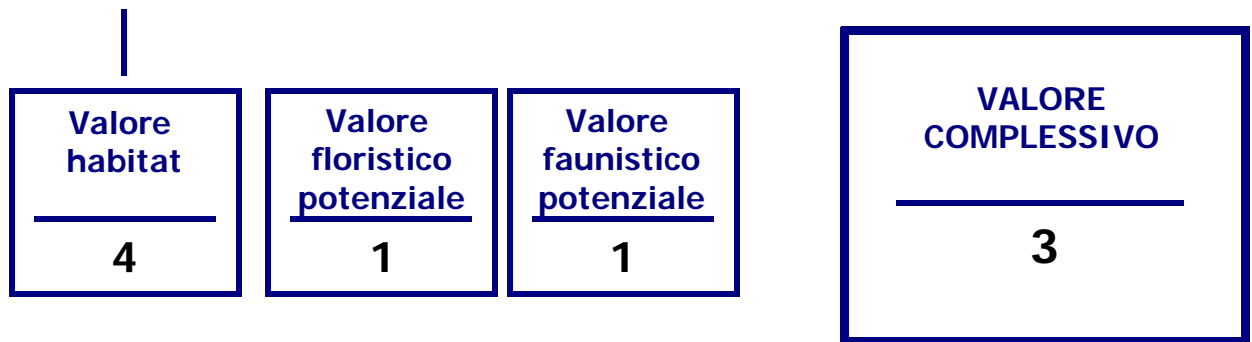 Valore
habitat
4
Valore
floristico
potenziale
1
Valore
faunistico
potenziale
1
VALORE
COMPLESSIVO
3